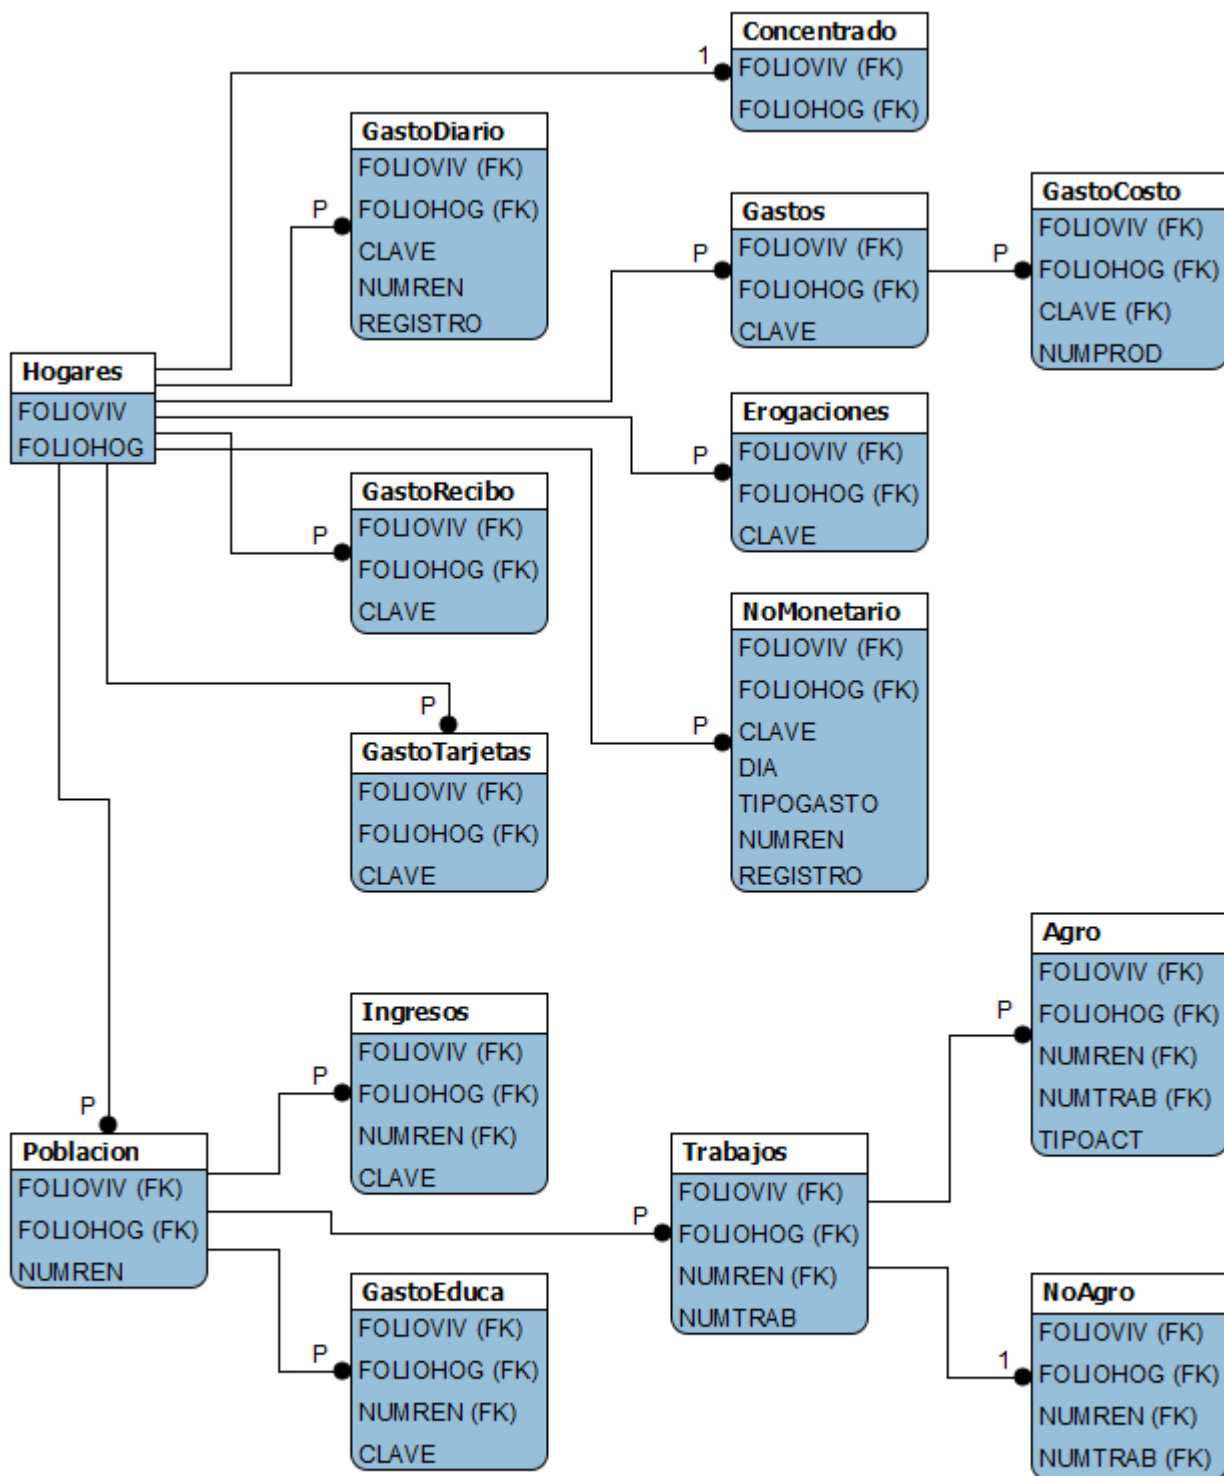 Concentrado
FOLIOVIV (FK)
FOLIOHOG (FK)
1
GastoDiario
FOLIOVIV (FK)
FOLIOHOG (FK)
CLAVE
NUMREN
REGISTRO
P
Gastos
FOLIOVIV (FK)
FOLIOHOG (FK)
CLAVE
P
GastoCosto
FOLIOVIV (FK)
FOLIOHOG (FK)
CLAVE (FK)
NUMPROD
P
Hogares
FOLIOVIV
FOLIOHOG
Erogaciones
FOLIOVIV (FK)
FOLIOHOG (FK)
CLAVE
P
GastoRecibo
FOLIOVIV (FK)
FOLIOHOG (FK)
CLAVE
P
NoMonetario
FOLIOVIV (FK)
FOLIOHOG (FK)
CLAVE
DIA
TIPOGASTO
NUMREN
REGISTRO
P
P
GastoTarjetas
FOLIOVIV (FK)
FOLIOHOG (FK)
CLAVE
Agro
FOLIOVIV (FK)
FOLIOHOG (FK)
NUMREN (FK)
NUMTRAB (FK)
TIPOACT
P
Ingresos
FOLIOVIV (FK)
FOLIOHOG (FK)
NUMREN (FK)
CLAVE
P
P
Poblacion
FOLIOVIV (FK)
FOLIOHOG (FK)
NUMREN
Trabajos
FOLIOVIV (FK)
FOLIOHOG (FK)
NUMREN (FK)
NUMTRAB
P
GastoEduca
FOLIOVIV (FK)
FOLIOHOG (FK)
NUMREN (FK)
CLAVE
P
NoAgro
FOLIOVIV (FK)
FOLIOHOG (FK)
NUMREN (FK)
NUMTRAB (FK)
1